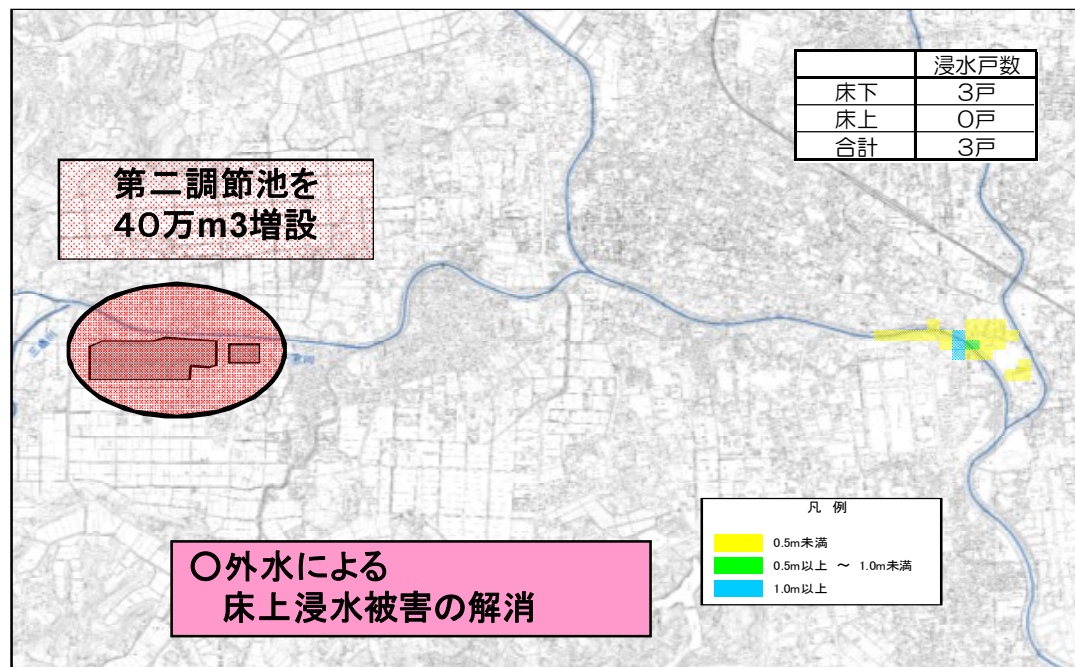 浸水戸数
床下 3戸
床上 0戸
合計 3戸
第二調節池を
40万m3増設
凡 例
0.5m未満
0.5m以上 ～ 1.0m未満
1.0m以上
○外水による
床上浸水被害の解消